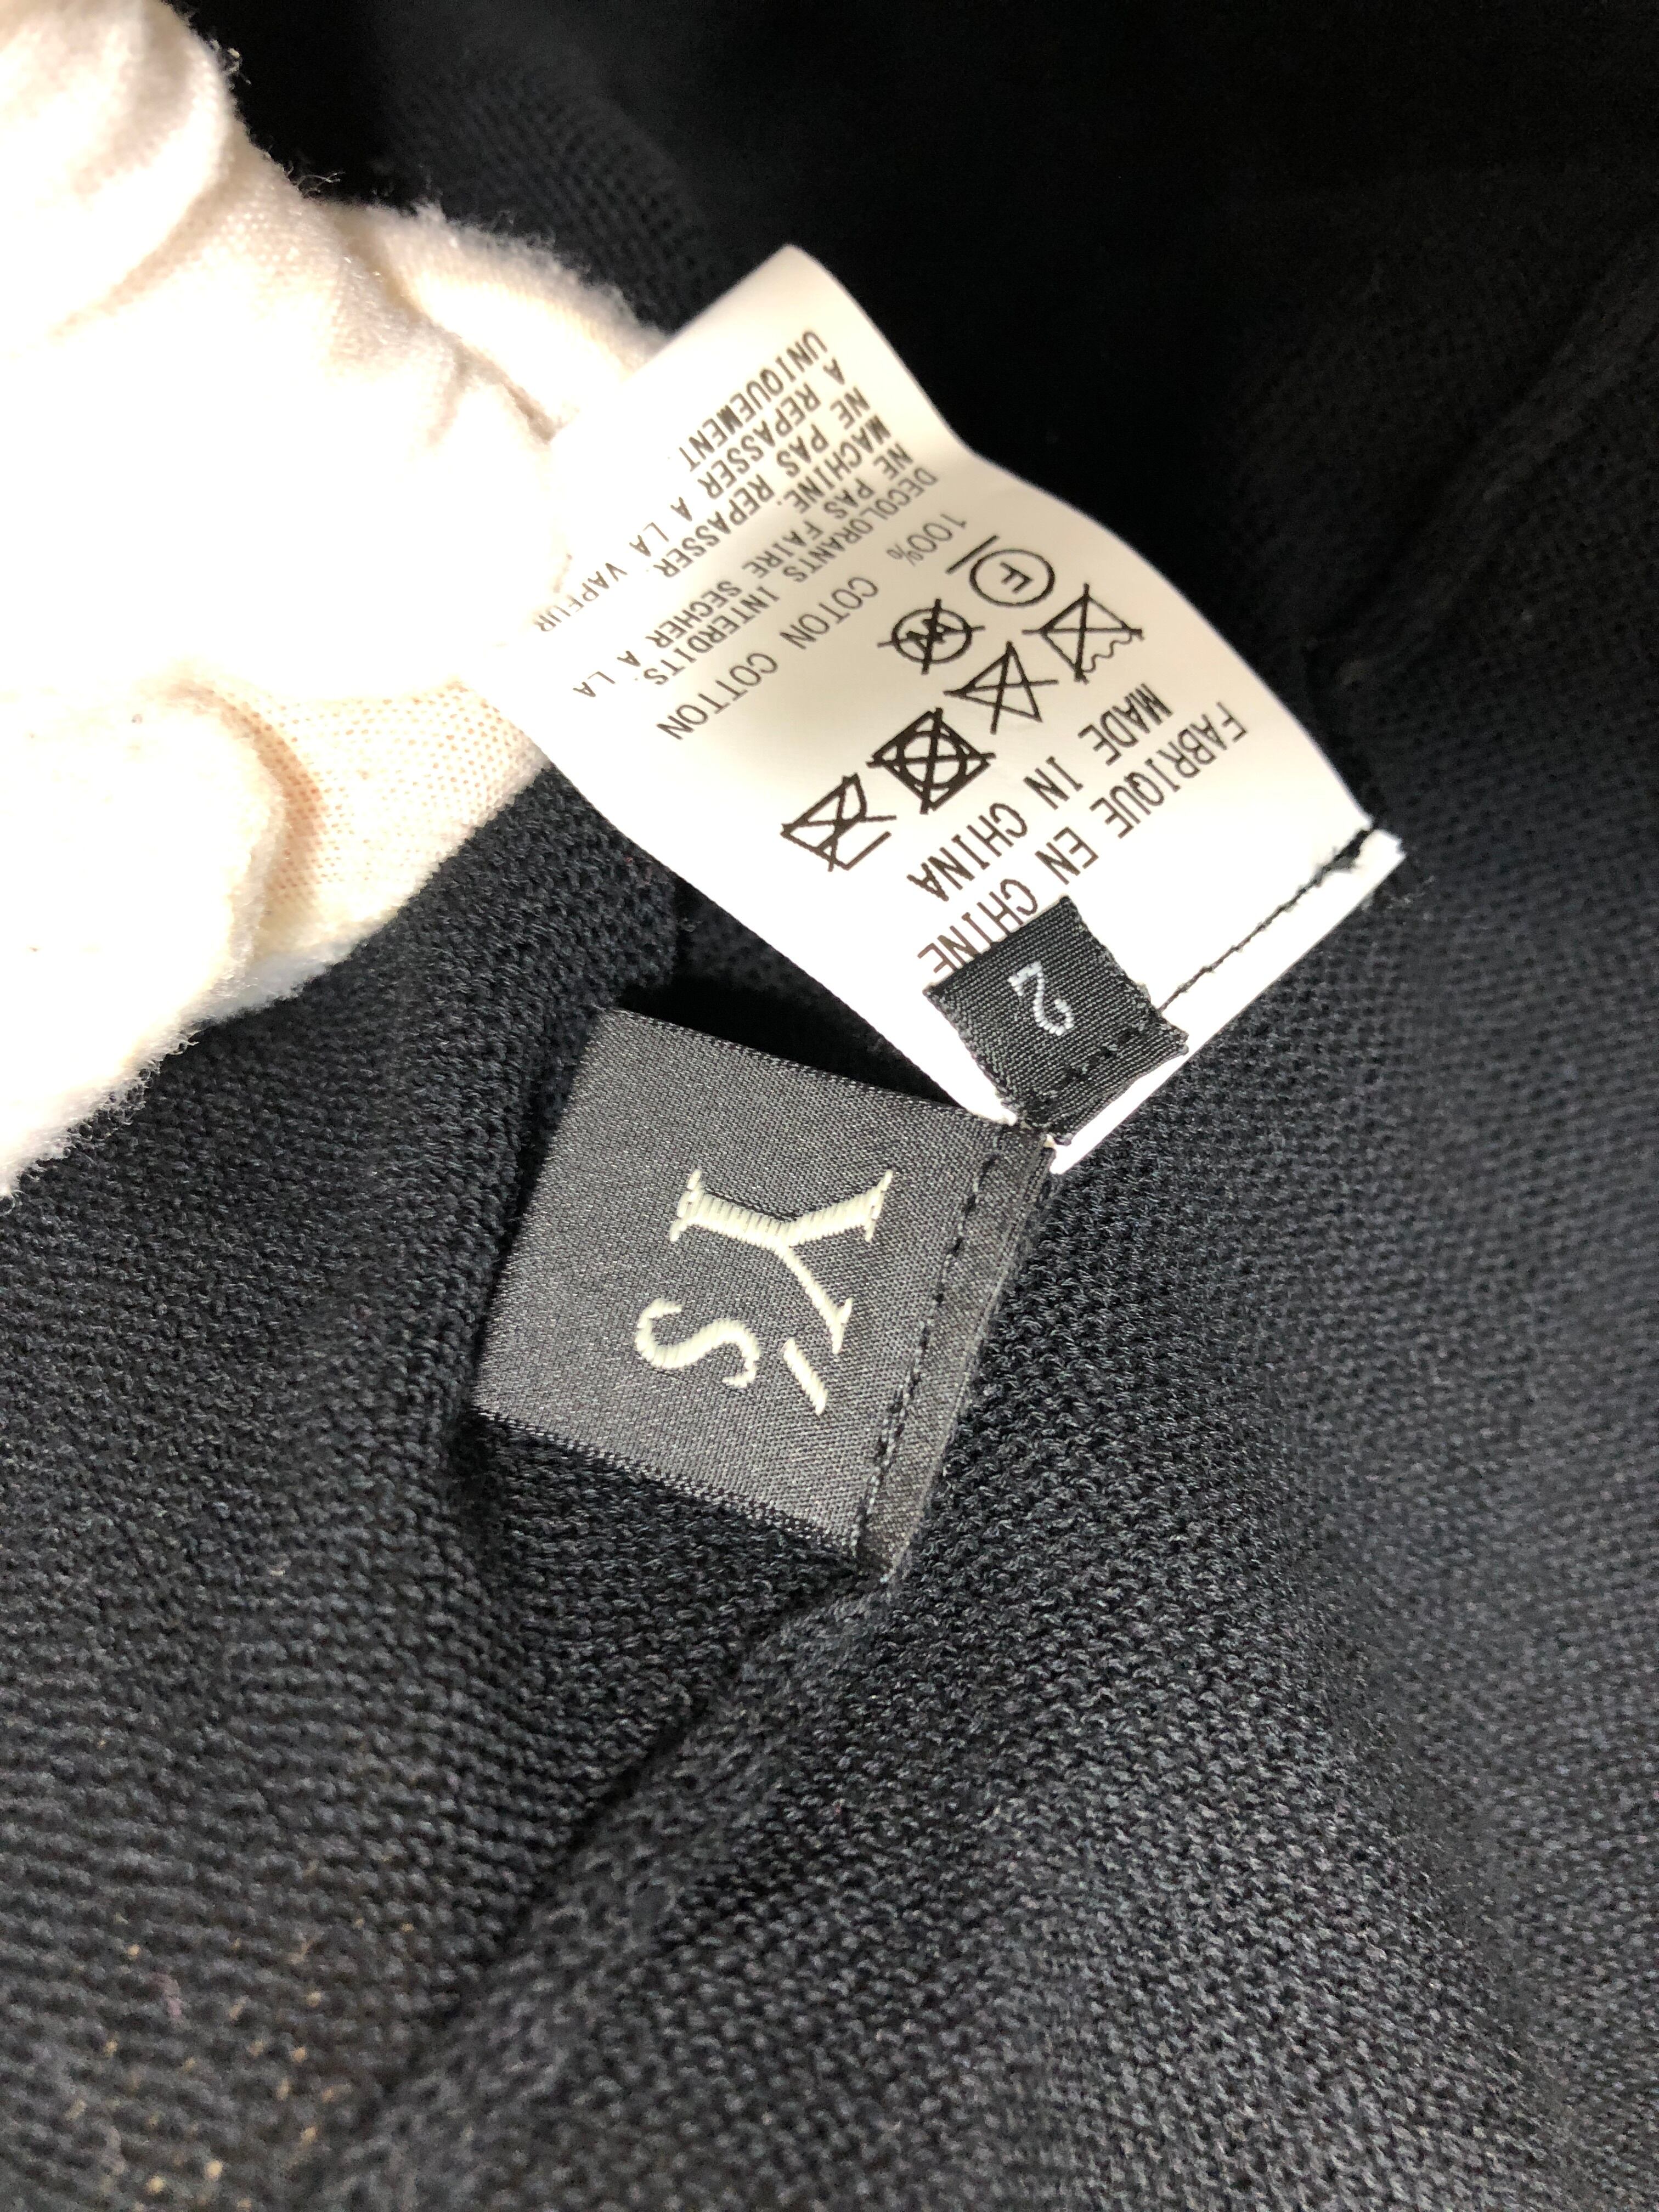 Y's
2
FABRIQUE EN CHINE
MADE IN CHINA
F
W
100% COTTON COTTON
DECOLORANTS INTERDITS.
NE PAS FAIRE SECHER A LA
MACHINE.
NE PAS REPASSER.
A REPASSER A LA VAPEUR
UNIQUEMENT.